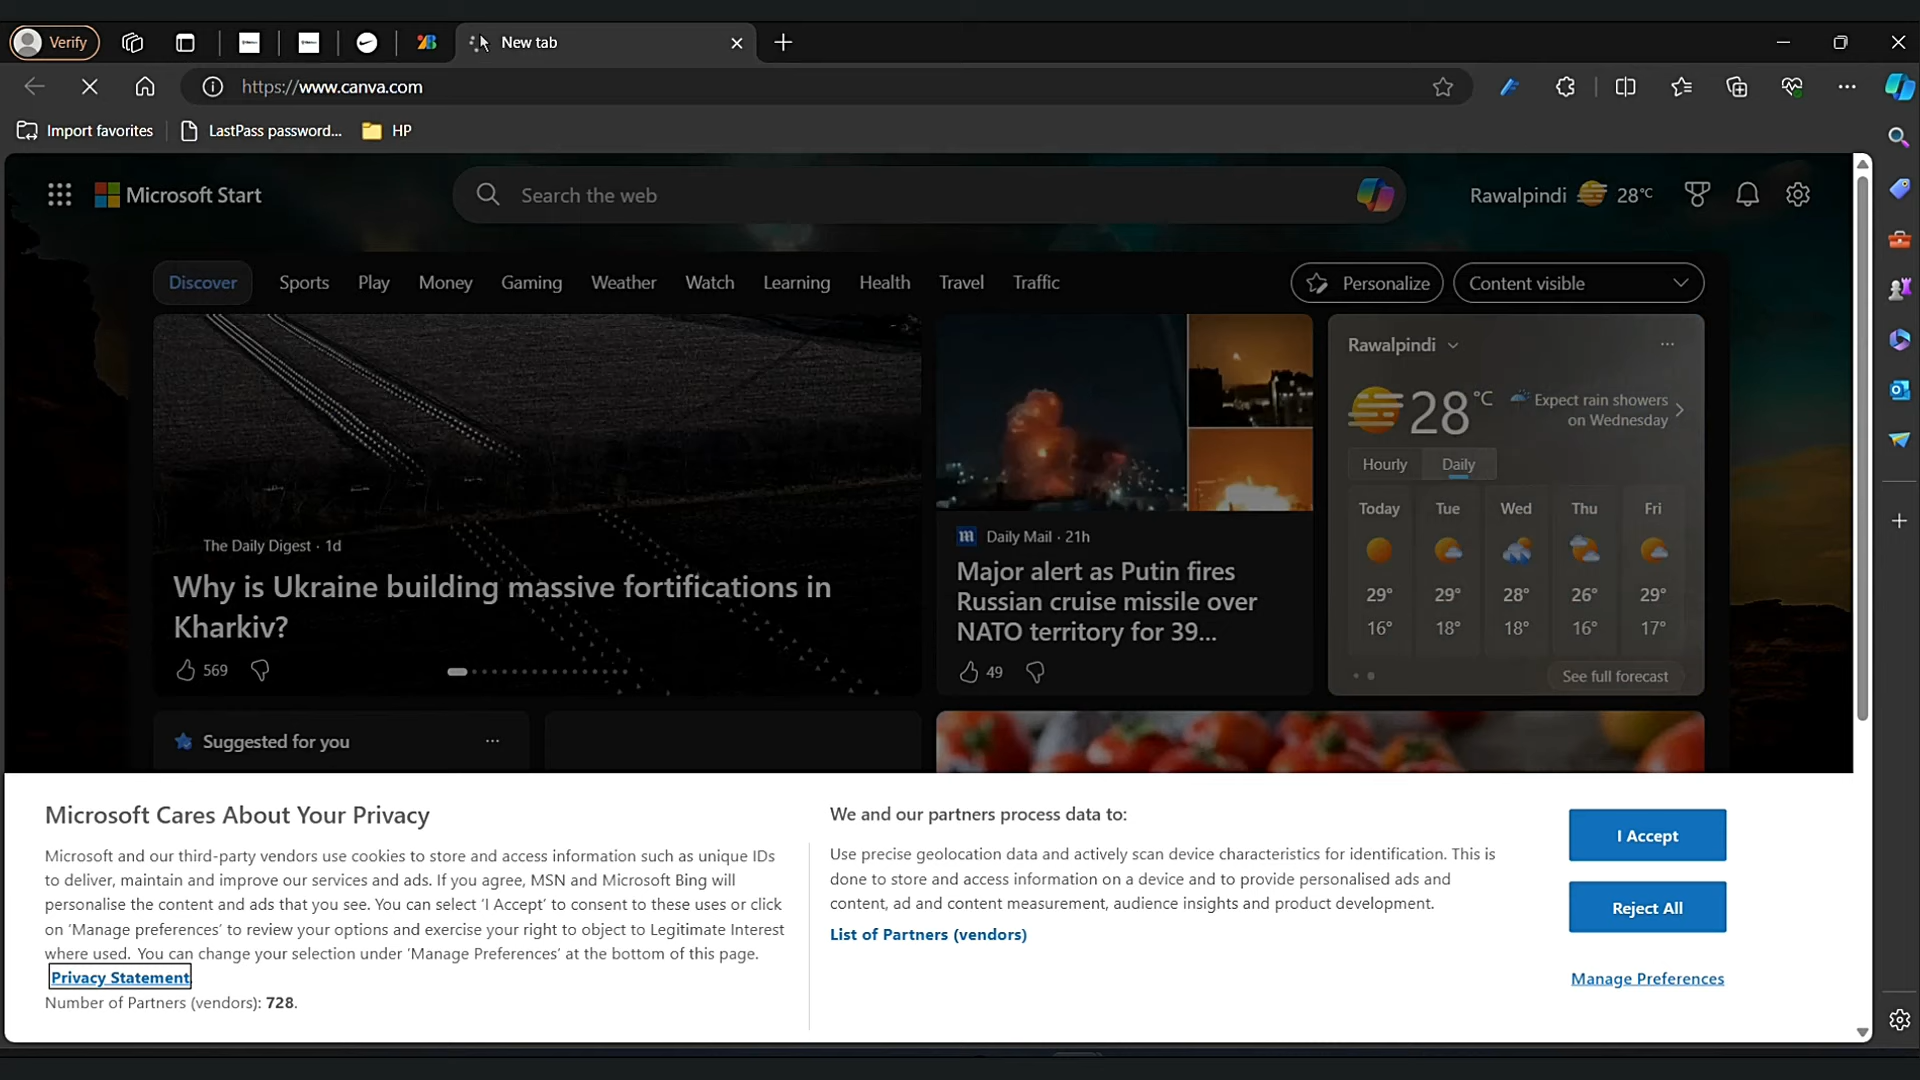 Verify
New tab
https://www.canva.com
Import favorites
LastPass password...
HP
Microsoft Start
Search the web
Rawalpindi
28°C
Discover
Sports
Play
Money
Gaming
Weather
Watch
Learning
Health
Travel
Traffic
Personalize
Content visible
The Daily Digest · 1d
Why is Ukraine building massive fortifications in
Kharkiv?
569
Daily Mail · 21h
Major alert as Putin fires
Russian cruise missile over
NATO territory for 39...
49
Rawalpindi
28 °C
Expect rain showers
on Wednesday
Hourly
Daily
Today Tue Wed Thu Fri
29° 29° 28° 26° 29°
16° 18° 18° 16° 17°
See full forecast
Suggested for you
Microsoft Cares About Your Privacy
Microsoft and our third-party vendors use cookies to store and access information such as unique IDs
to deliver, maintain and improve our services and ads. If you agree, MSN and Microsoft Bing will
personalise the content and ads that you see. You can select 'I Accept' to consent to these uses or click
on 'Manage preferences' to review your options and exercise your right to object to Legitimate Interest
where used. You can change your selection under 'Manage Preferences' at the bottom of this page.
Privacy Statement
Number of Partners (vendors): 728.
We and our partners process data to:
Use precise geolocation data and actively scan device characteristics for identification. This is
done to store and access information on a device and to provide personalised ads and
content, ad and content measurement, audience insights and product development.
List of Partners (vendors)
I Accept
Reject All
Manage Preferences